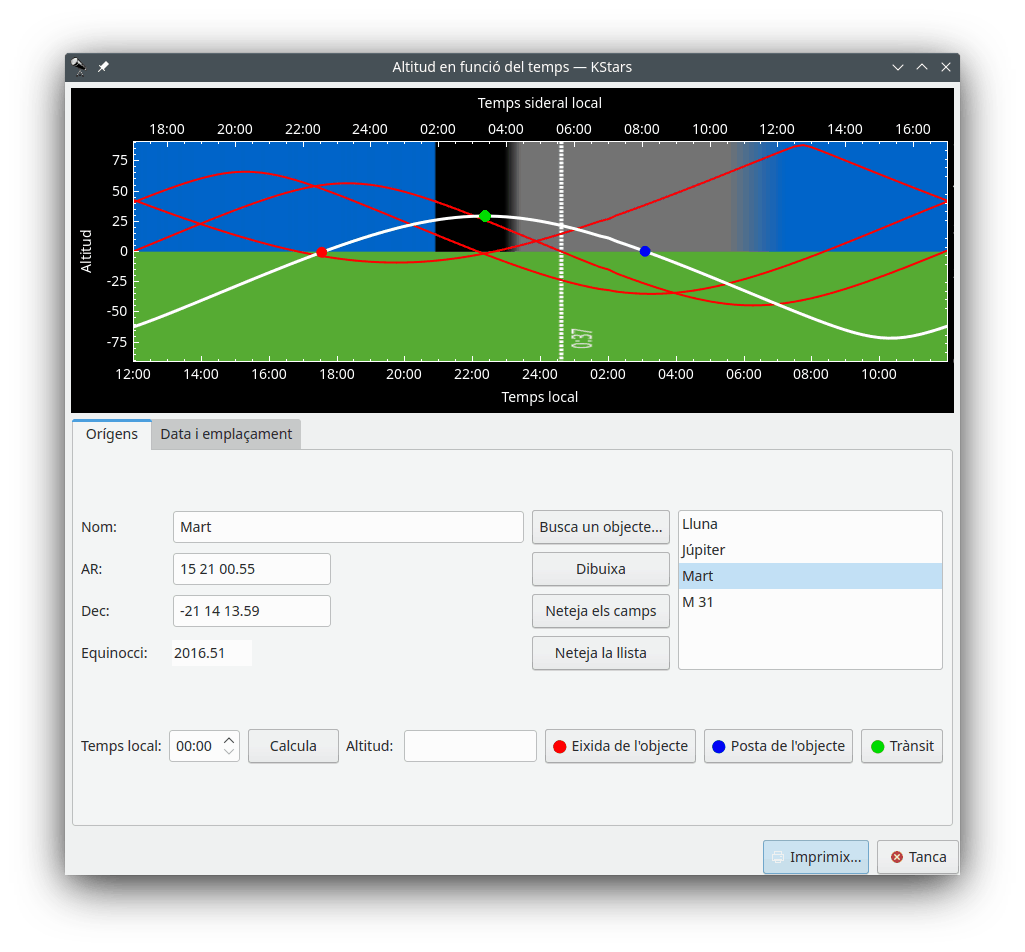 Altitud en funció del temps — KStars
Temps sideral local
18:00 20:00 22:00 24:00 02:00 04:00 06:00 08:00 10:00 12:00 14:00 16:00
75
50
25
0
-25
-50
-75
Altitud
0:37
12:00 14:00 16:00 18:00 20:00 22:00 24:00 02:00 04:00 06:00 08:00 10:00
Temps local
Orígens Data i emplaçament
Nom: Mart Busca un objecte...
AR: 15 21 00.55 Dibuixa
Dec: -21 14 13.59 Neteja els camps
Equinocci: 2016.51 Neteja la llista
Lluna
Júpiter
Mart
M 31
Temps local: 00:00 Calcula Altitud: Eixida de l'objecte Posta de l'objecte Trànsit
Imprimix... Tanca